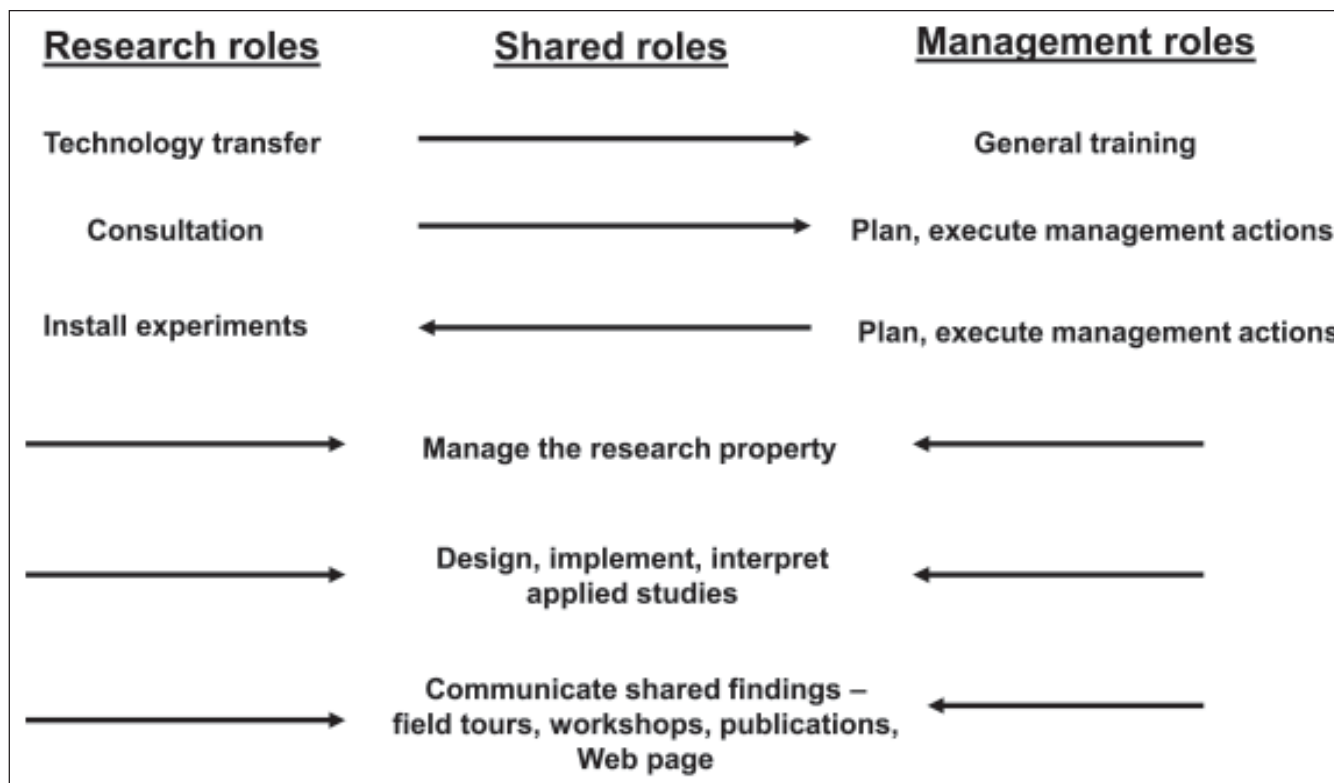 Research roles Shared roles Management roles
Technology transfer General training
Consultation Plan, execute management actions
Install experiments Plan, execute management actions
Manage the research property
Design, implement, interpret
applied studies
Communicate shared findings –
field tours, workshops, publications,
Web page